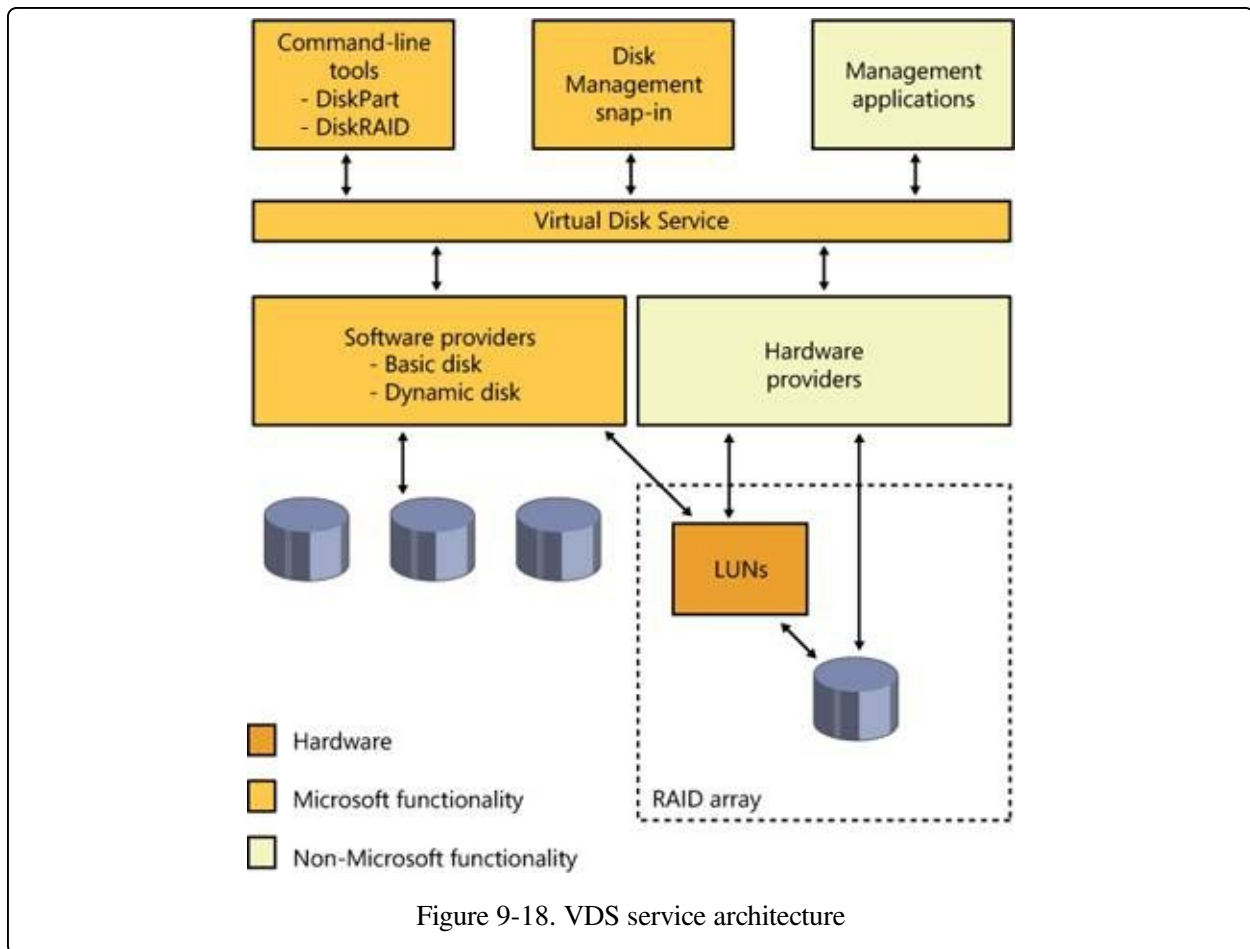 Command-line
tools
- DiskPart
- DiskRAID
Disk
Management
snap-in
Management
applications
Virtual Disk Service
Software providers
- Basic disk
- Dynamic disk
Hardware
providers
LUNs
RAID array
Hardware
Microsoft functionality
Non-Microsoft functionality
Figure 9-18. VDS service architecture